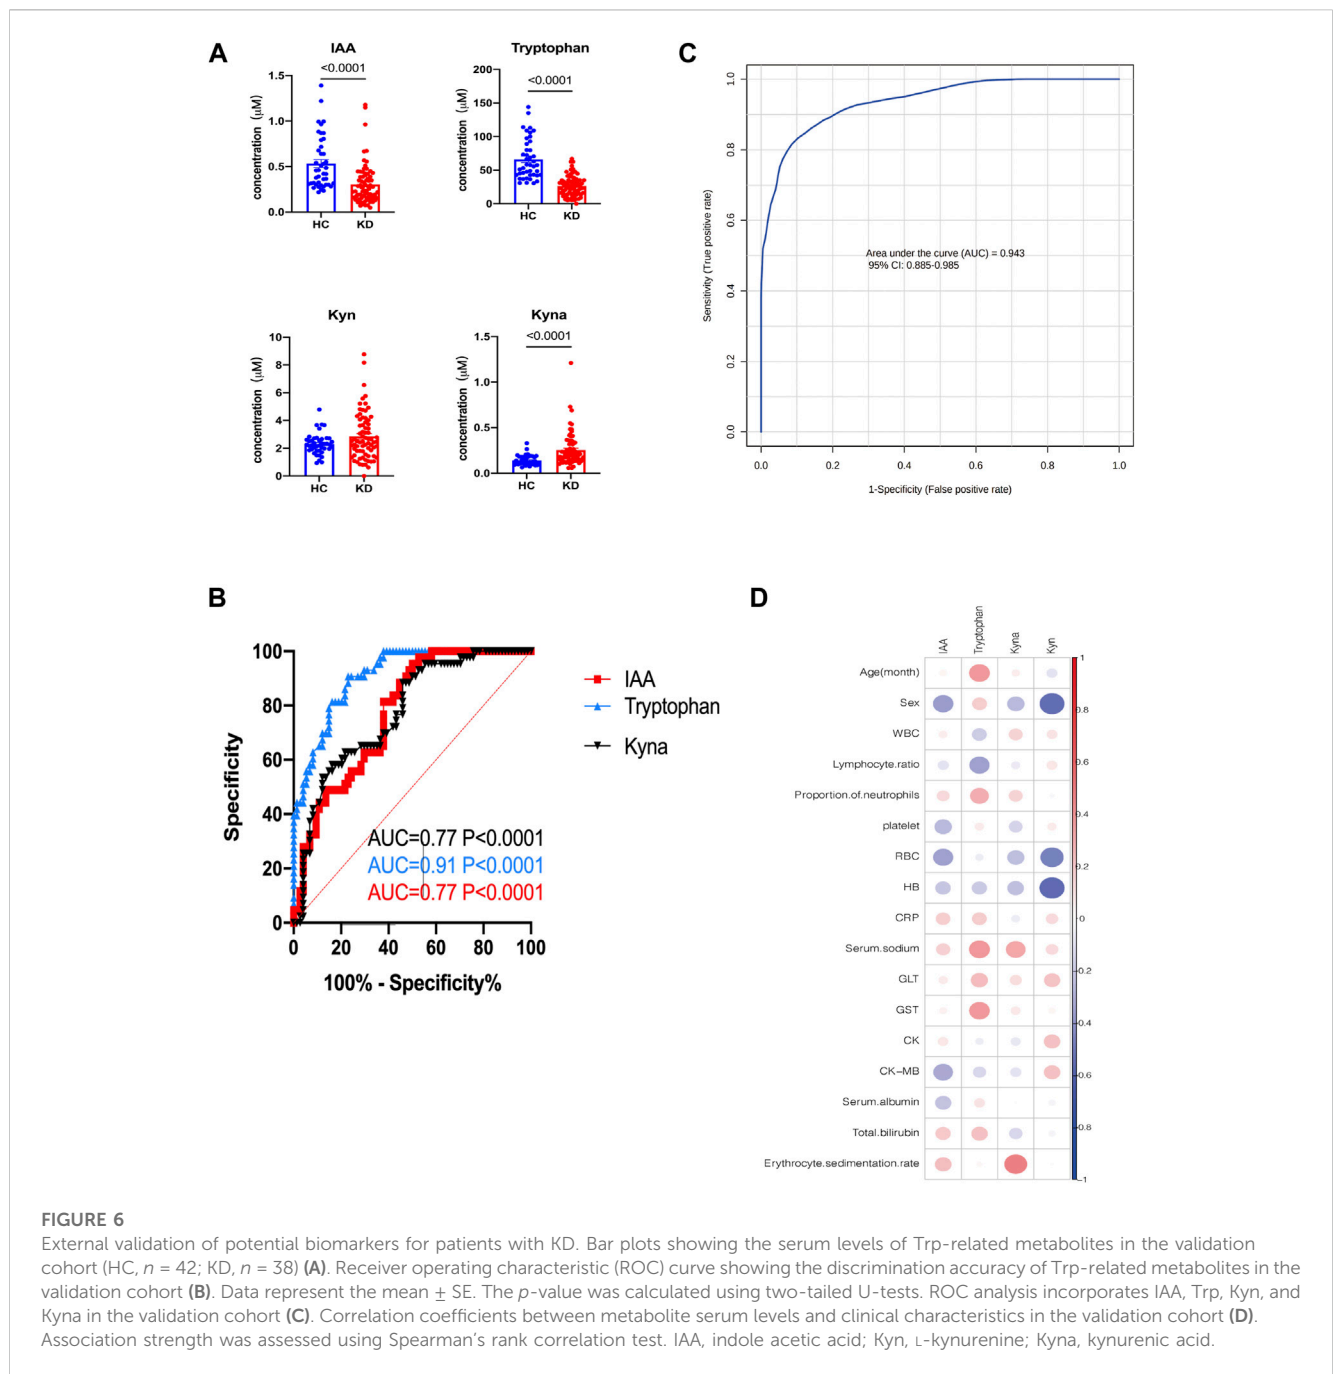 A
IAA
<0.0001
concentration (μM)
1.5
1.0
0.5
0.0
HC
KD
Tryptophan
<0.0001
concentration (μM)
200
150
100
50
0
HC
KD
Kyn
concentration (μM)
10
8
6
4
2
0
HC
KD
Kyna
<0.0001
concentration (μM)
1.5
1.0
0.5
0.0
HC
KD
C
Sensitivity (True positive rate)
1.0
0.8
0.6
0.4
0.2
0.0
Area under the curve (AUC) = 0.943
95% CI: 0.885-0.985
0.0 0.2 0.4 0.6 0.8 1.0
1-Specificity (False positive rate)
B
Specificity
100
80
60
40
20
0
IAA
Tryptophan
Kyna
AUC=0.77 P<0.0001
AUC=0.91 P<0.0001
AUC=0.77 P<0.0001
0 20 40 60 80 100
100% - Specificity%
D
IAA
Tryptophan
Kyna
Kyn
Age(month)
Sex
WBC
Lymphocyte.ratio
Proportion.of.neutrophils
platelet
RBC
HB
CRP
Serum.sodium
GLT
GST
CK
CK−MB
Serum.albumin
Total.bilirubin
Erythrocyte.sedimentation.rate
1
0.8
0.6
0.4
0.2
0
−0.2
−0.4
−0.6
−0.8
−1
FIGURE 6
External validation of potential biomarkers for patients with KD. Bar plots showing the serum levels of Trp-related metabolites in the validation
cohort (HC, n = 42; KD, n = 38) (A). Receiver operating characteristic (ROC) curve showing the discrimination accuracy of Trp-related metabolites in the
validation cohort (B). Data represent the mean ± SE. The p-value was calculated using two-tailed U-tests. ROC analysis incorporates IAA, Trp, Kyn, and
Kyna in the validation cohort (C). Correlation coefficients between metabolite serum levels and clinical characteristics in the validation cohort (D).
Association strength was assessed using Spearman's rank correlation test. IAA, indole acetic acid; Kyn, L-kynurenine; Kyna, kynurenic acid.